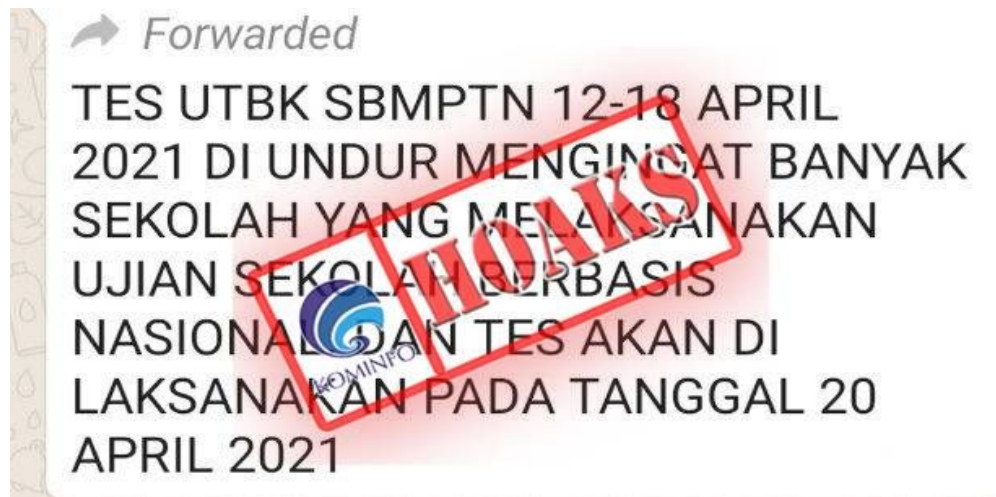 Forwarded
TES UTBK SBMPTN 12-18 APRIL
2021 DI UNDUR MENGINGAT BANYAK
SEKOLAH YANG MELAKSANAKAN
UJIAN SEKOLAH BERBASIS
NASIONAL DAN TES AKAN DI
LAKSANAKAN PADA TANGGAL 20
APRIL 2021
HOAKS
KOMINFO